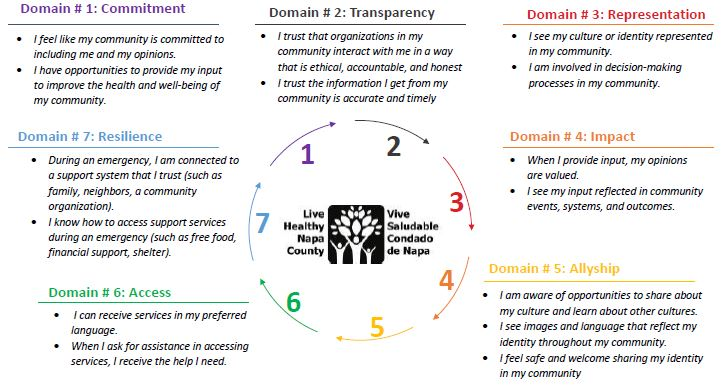 Domain # 1: Commitment
• I feel like my community is committed to
including me and my opinions.
• I have opportunities to provide my input
to improve the health and well-being of
my community.
Domain # 2: Transparency
• I trust that organizations in my
community interact with me in a way
that is ethical, accountable, and honest
• I trust the information I get from my
community is accurate and timely
Domain # 3: Representation
• I see my culture or identity represented
in my community.
• I am involved in decision-making
processes in my community.
Domain # 4: Impact
• When I provide input, my opinions
are valued.
• I see my input reflected in community
events, systems, and outcomes.
Domain # 5: Allyship
• I am aware of opportunities to share about
my culture and learn about other cultures.
• I see images and language that reflect my
identity throughout my community.
• I feel safe and welcome sharing my identity
in my community
Domain # 6: Access
• I can receive services in my preferred
language.
• When I ask for assistance in accessing
services, I receive the help I need.
Domain # 7: Resilience
• During an emergency, I am connected to
a support system that I trust (such as
family, neighbors, a community
organization).
• I know how to access support services
during an emergency (such as free food,
financial support, shelter).
1
2
3
4
5
6
7
Live
Healthy
Napa
County
Vive
Saludable
Condado
de Napa